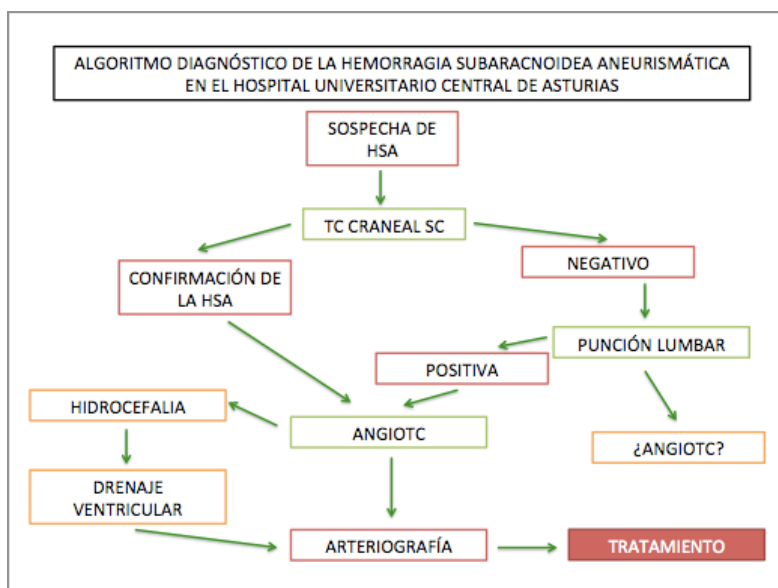 ALGORITMO DIAGNÓSTICO DE LA HEMORRAGIA SUBARACNOIDEA ANEURISMÁTICA
EN EL HOSPITAL UNIVERSITARIO CENTRAL DE ASTURIAS
SOSPECHA DE
HSA
TC CRANEAL SC
CONFIRMACIÓN DE
LA HSA
NEGATIVO
PUNCIÓN LUMBAR
POSITIVA
HIDROCEFALIA
ANGIOTC
¿ANGIOTC?
DRENAJE
VENTRICULAR
ARTERIOGRAFÍA
TRATAMIENTO